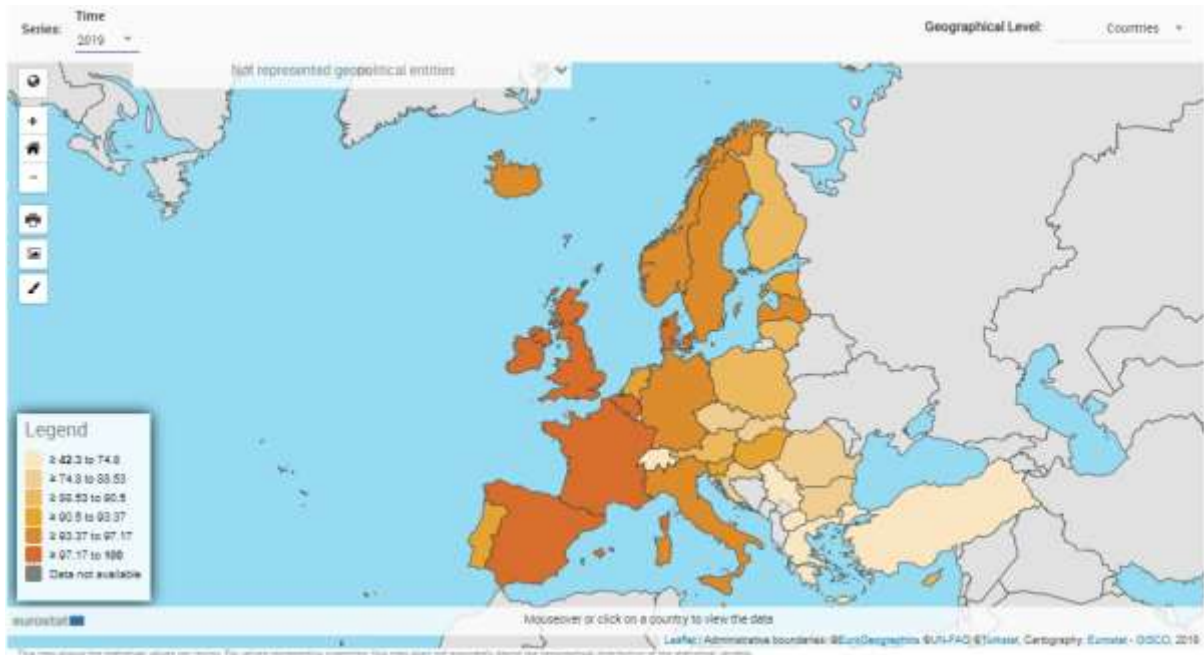 Series:
Time
2019
Geographical Level:
Countries
Not represented geopolitical entities
+
-
Legend
≥ 42.3 to 74.8
≥ 74.8 to 88.53
≥ 88.53 to 90.5
≥ 90.5 to 93.37
≥ 93.37 to 97.17
≥ 97.17 to 100
Data not available
eurostat
Mouseover or click on a country to view the data
Leaflet | Administrative boundaries: ©EuroGeographics ©UN-FAO ©Turkstat, Cartography: Eurostat - GISCO, 2018